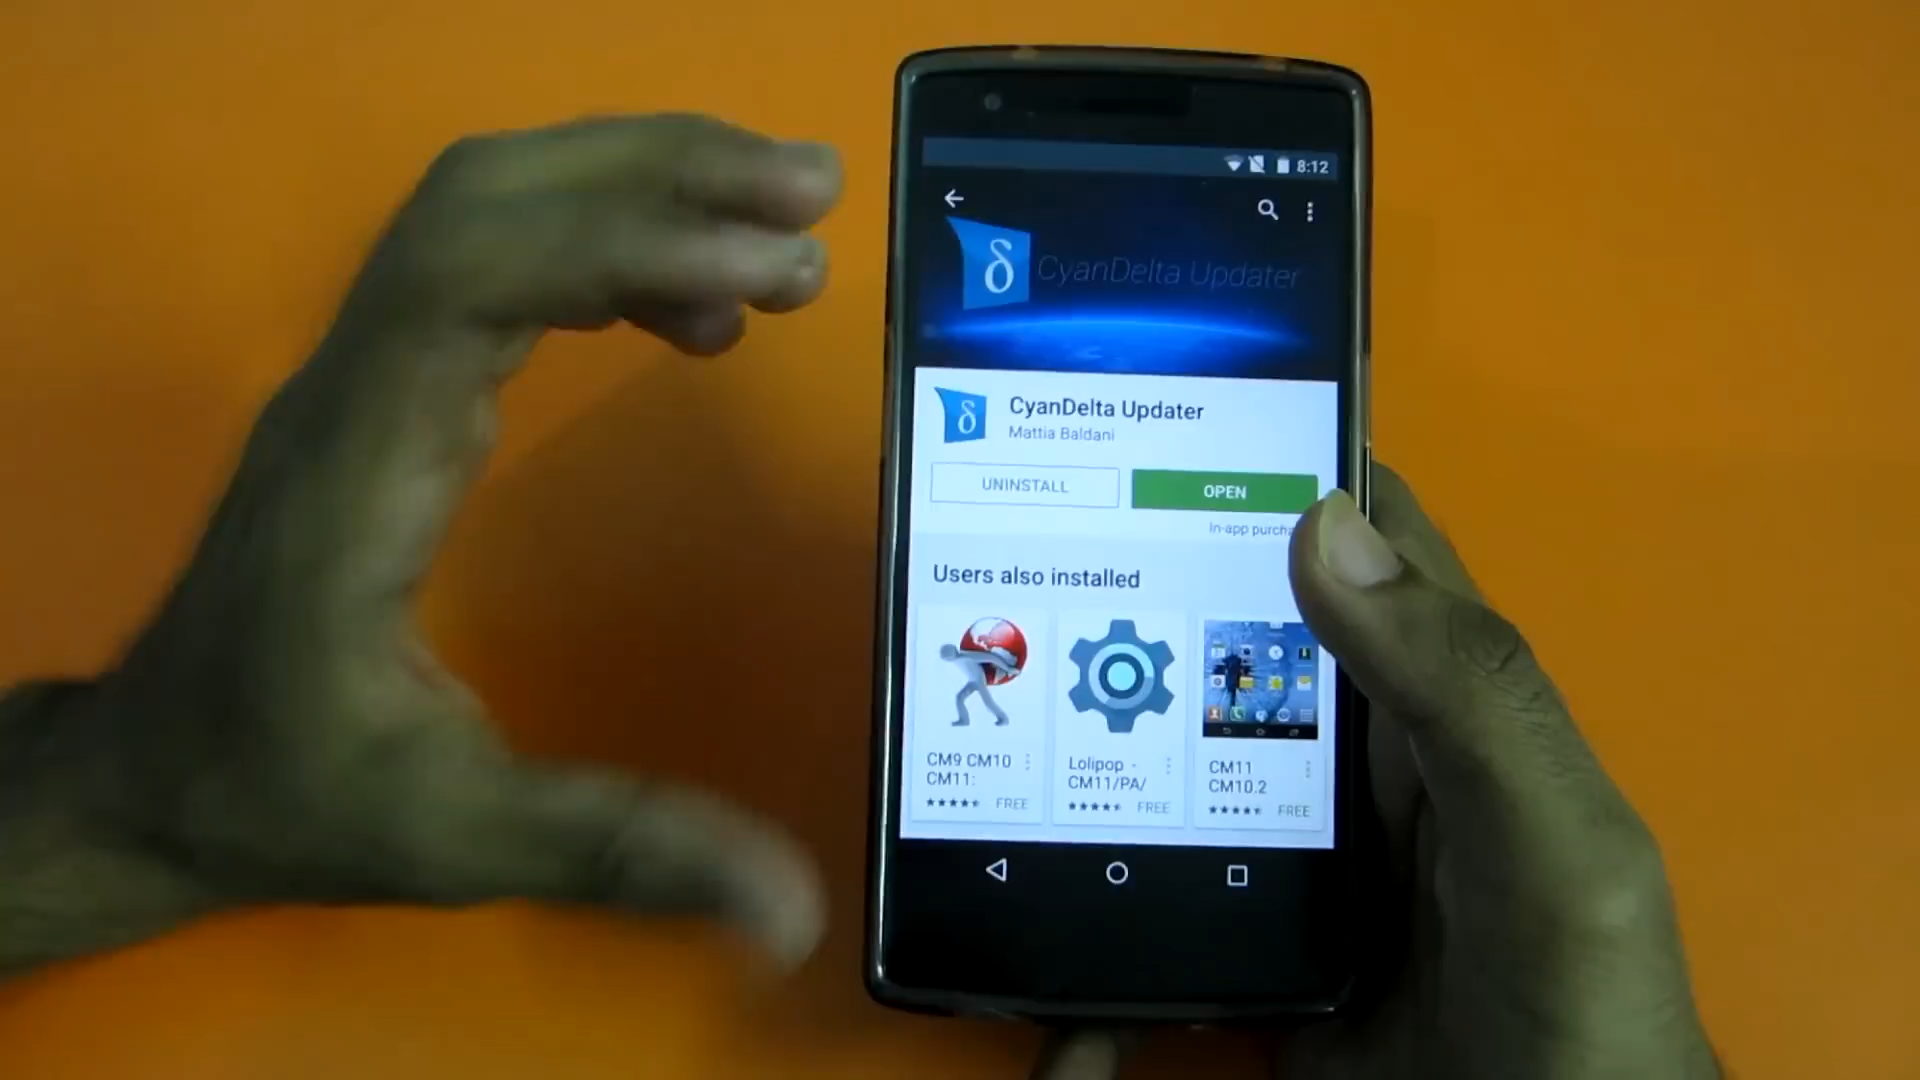 8:12
δ CyanDelta Updater
δ
CyanDelta Updater
Mattia Baldani
UNINSTALL
OPEN
In-app purcha
Users also installed
CM9 CM10
CM11:
FREE
Lolipop -
CM11/PA/
FREE
CM11
CM10.2
FREE